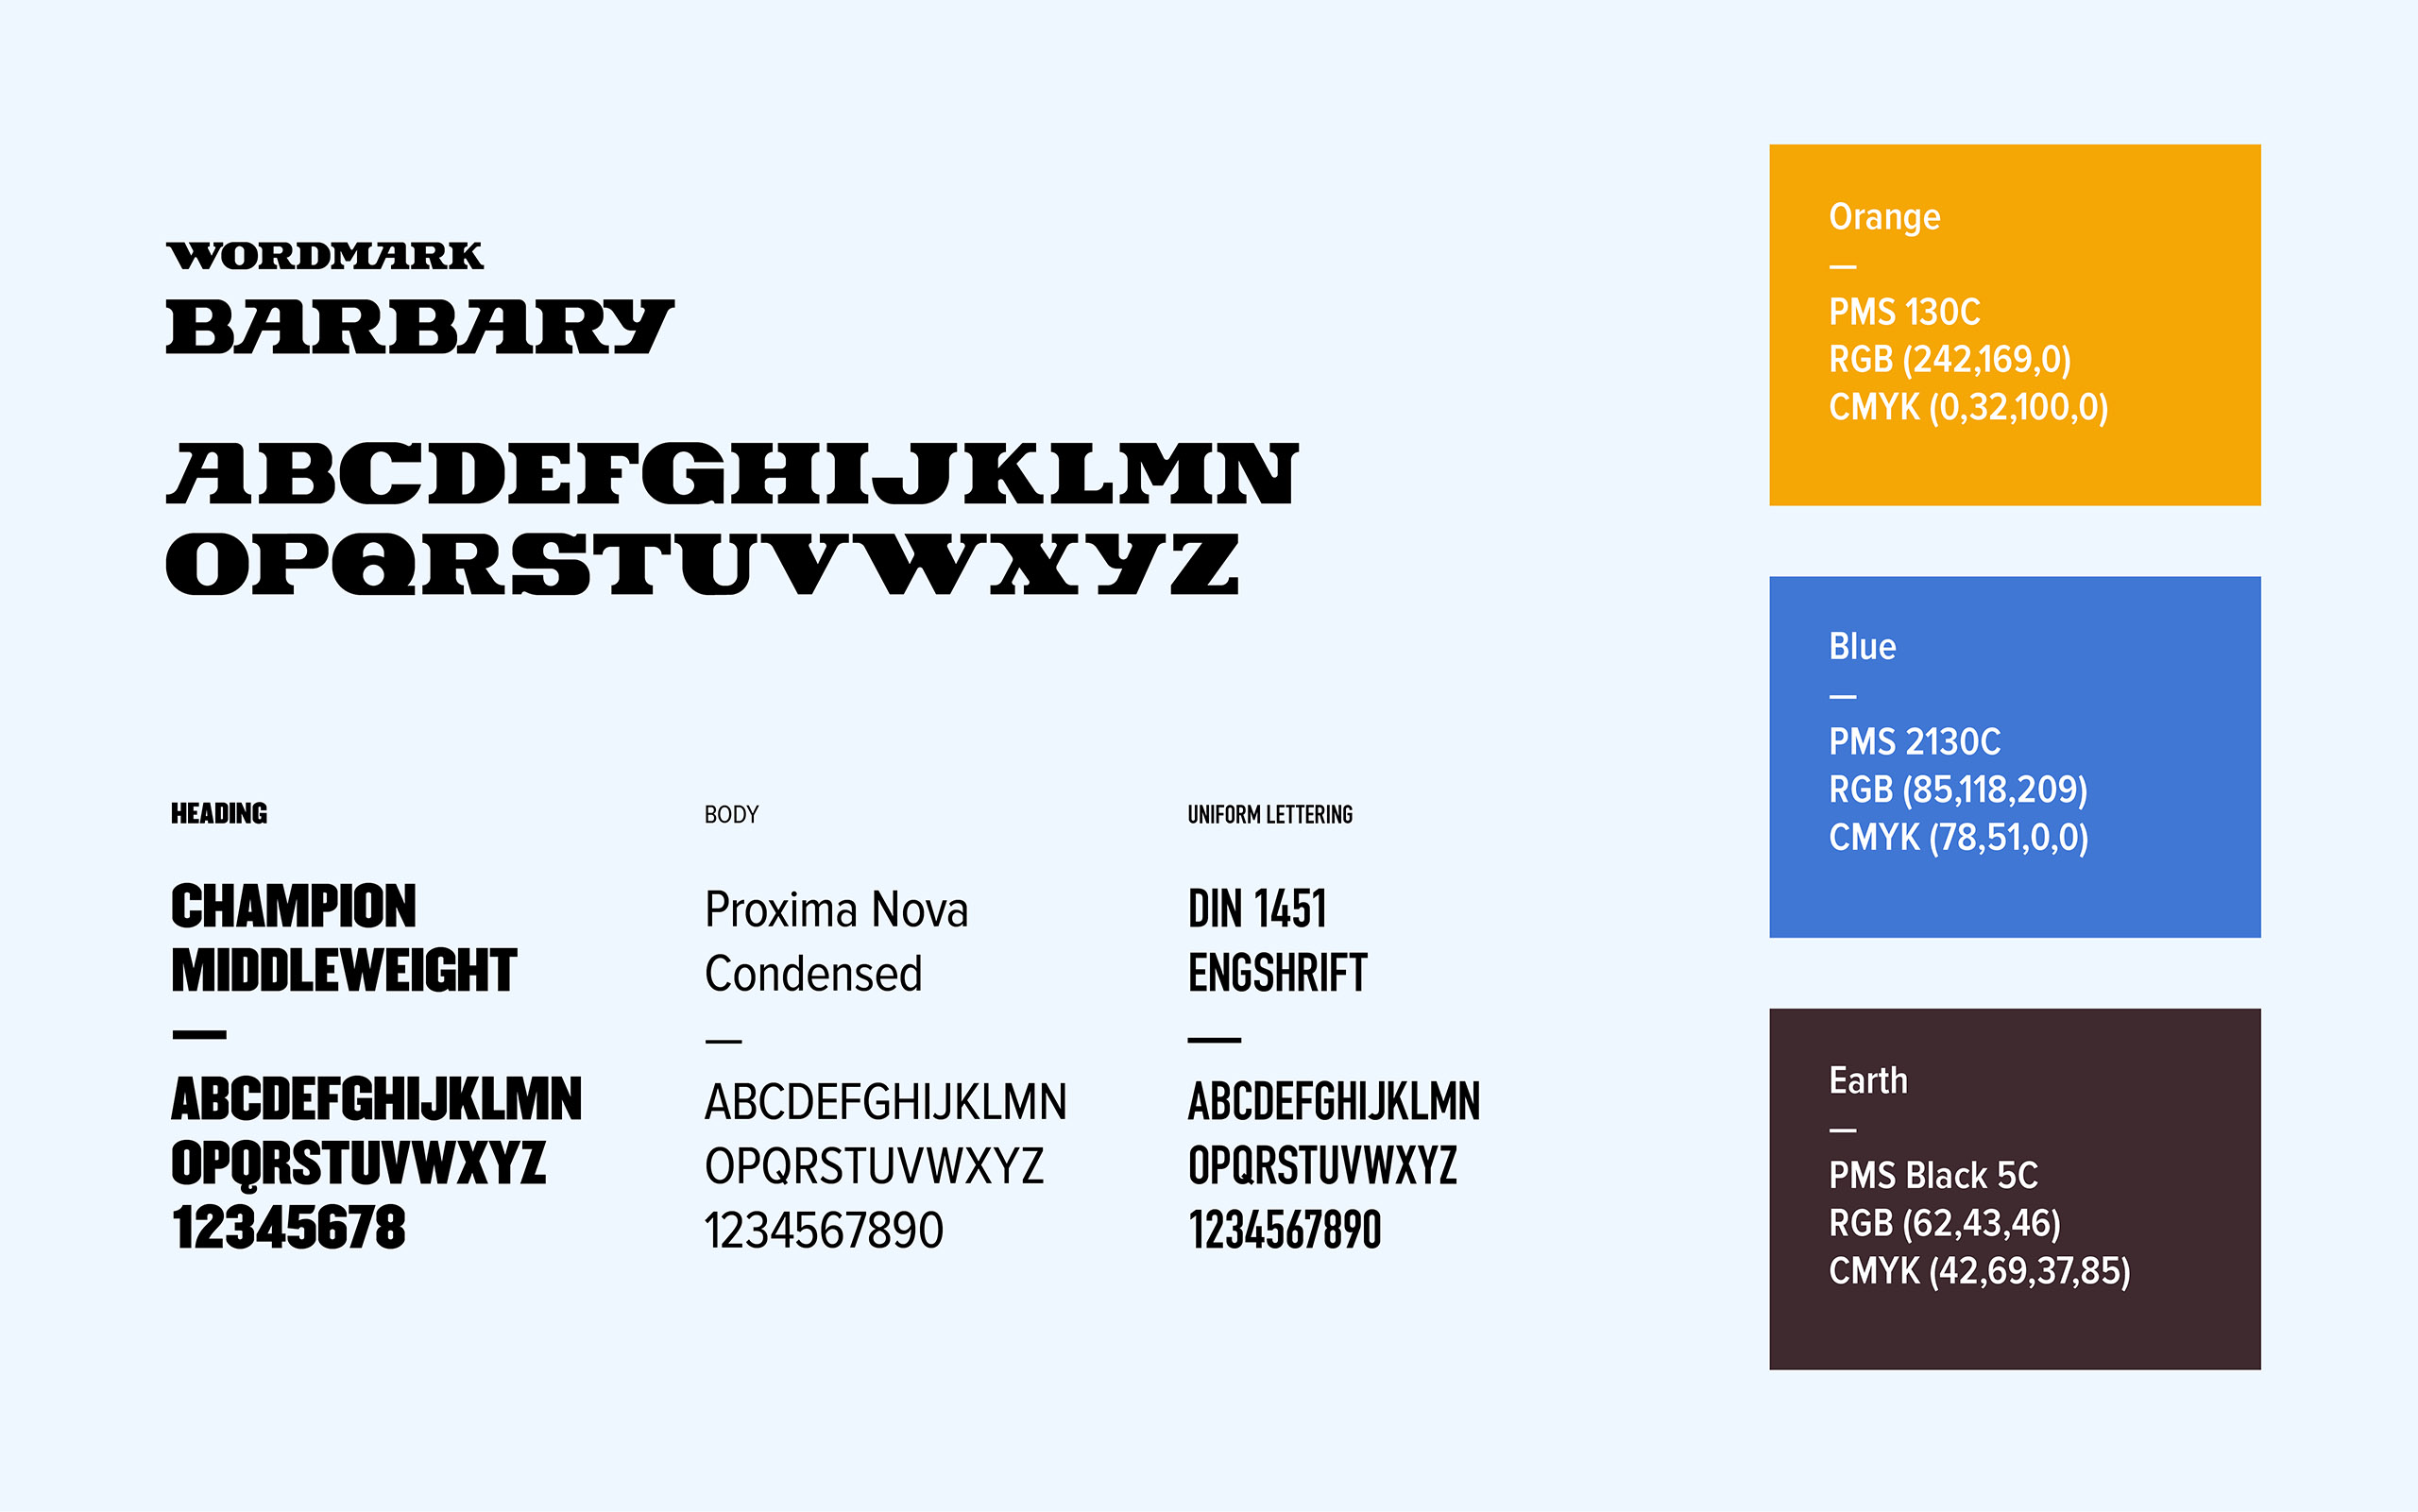 WORDMARK
BARBARY
ABCDEFGHIJKLMN
OPQRSTUVWXYZ
HEADING
CHAMPION
MIDDLEWEIGHT
ABCDEFGHIJKLMN
OPQRSTUVWXYZ
12345678
BODY
Proxima Nova
Condensed
ABCDEFGHIJKLMN
OPQRSTUVWXYZ
1234567890
UNIFORM LETTERING
DIN 1451
ENGSHRIFT
ABCDEFGHIJKLMN
OPQRSTUVWXYZ
1234567890
Orange
PMS 130C
RGB (242,169,0)
CMYK (0,32,100,0)
Blue
PMS 2130C
RGB (85,118,209)
CMYK (78,51,0,0)
Earth
PMS Black 5C
RGB (62,43,46)
CMYK (42,69,37,85)